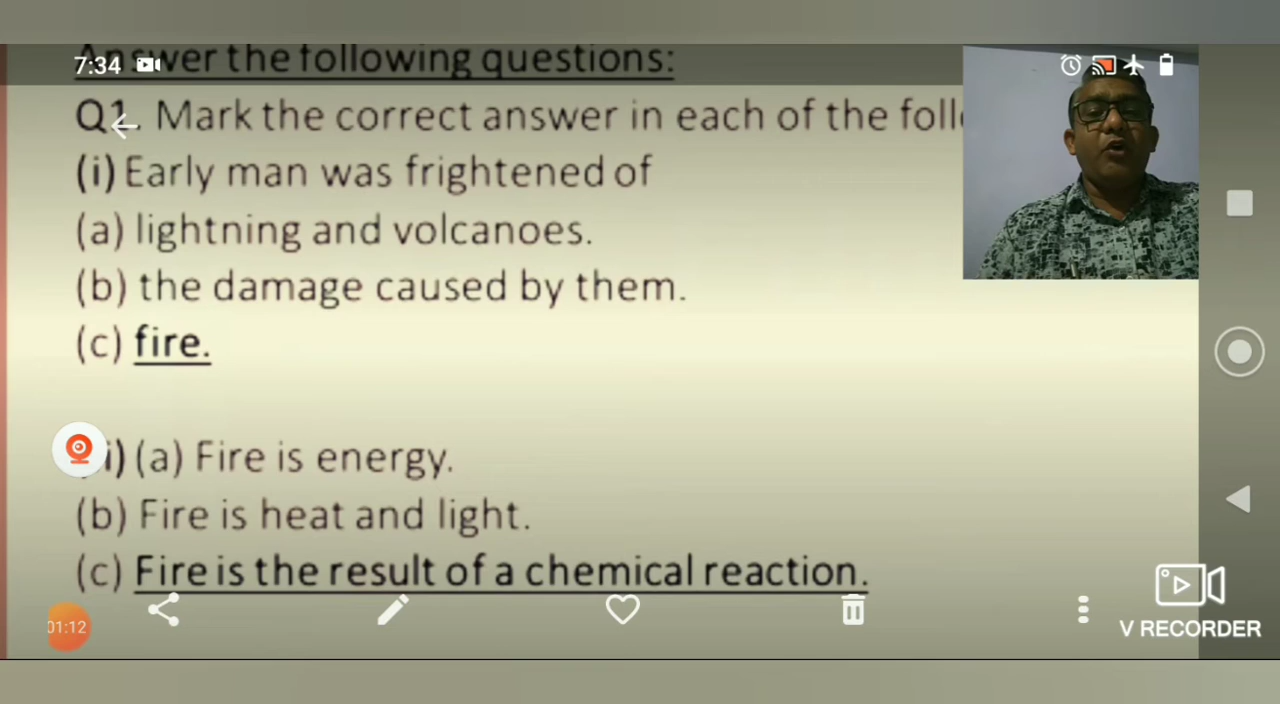 Answer the following questions:
7:34
Q1. Mark the correct answer in each of the
(i) Early man was frightened of
(a) lightning and volcanoes.
(b) the damage caused by them.
(c) fire.
i) (a) Fire is energy.
(b) Fire is heat and light.
(c) Fire is the result of a chemical reaction.
01:12
V RECORDER